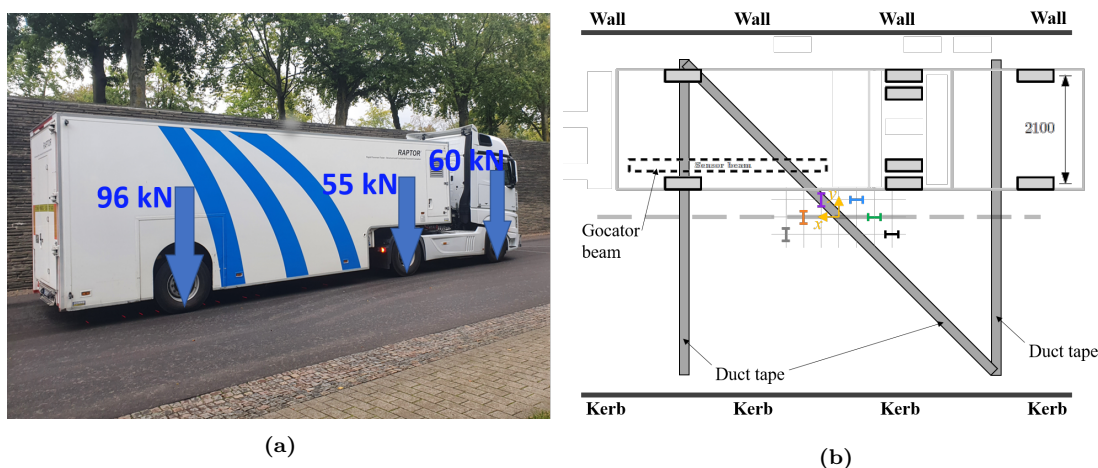 RAPTOR
96 kN
55 kN
60 kN
(a)
Wall Wall Wall Wall
2100
Sensor beam
y
x
Gocator
beam
Duct tape
Duct tape
Kerb Kerb Kerb Kerb
(b)